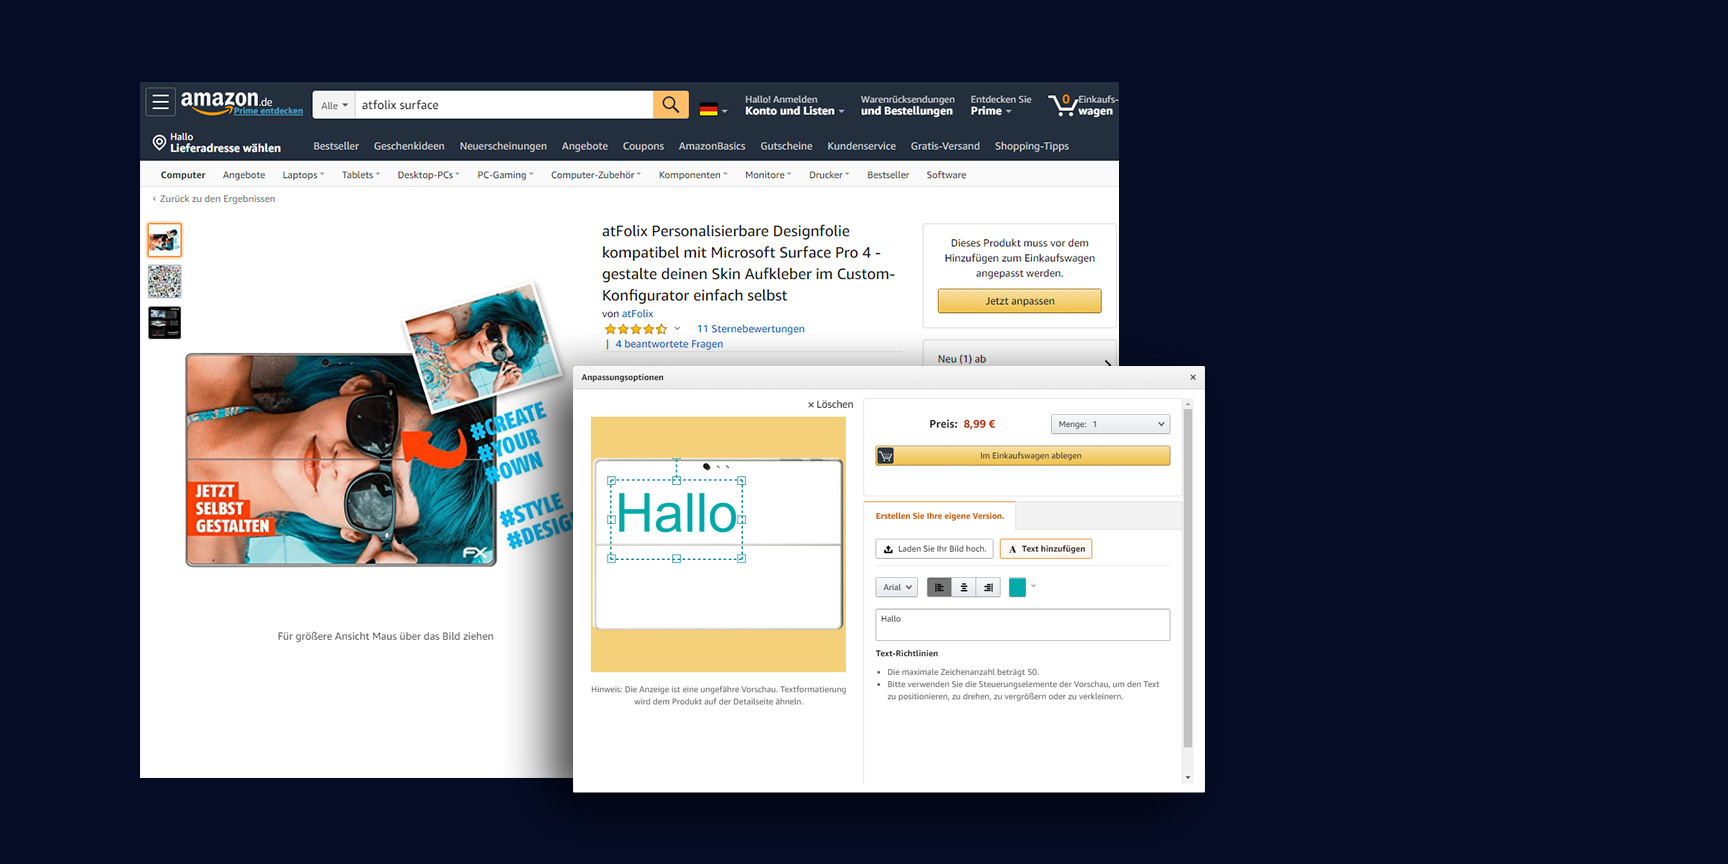 amazon.de
Prime entdecken
Alle
atfolix surface
Hallo! Anmelden
Konto und Listen
Warenrücksendungen
und Bestellungen
Entdecken Sie
Prime
0
Einkaufs-
wagen
Hallo
Lieferadresse wählen
Bestseller
Geschenkideen
Neuerscheinungen
Angebote
Coupons
AmazonBasics
Gutscheine
Kundenservice
Gratis-Versand
Shopping-Tipps
Computer
Angebote
Laptops
Tablets
Desktop-PCs
PC-Gaming
Computer-Zubehör
Komponenten
Monitore
Drucker
Bestseller
Software
‹ Zurück zu den Ergebnissen
JETZT
SELBST
GESTALTEN
#CREATE
#YOUR
#OWN
#STYLE
#DESIG
FX
Für größere Ansicht Maus über das Bild ziehen
atFolix Personalisierbare Designfolie
kompatibel mit Microsoft Surface Pro 4 -
gestalte deinen Skin Aufkleber im Custom-
Konfigurator einfach selbst
von atFolix
11 Sternebewertungen
| 4 beantwortete Fragen
Dieses Produkt muss vor dem
Hinzufügen zum Einkaufswagen
angepasst werden.
Jetzt anpassen
Neu (1) ab
Anpassungsoptionen
×
× Löschen
Hallo
Hinweis: Die Anzeige ist eine ungefähre Vorschau. Textformatierung
wird dem Produkt auf der Detailseite ähneln.
Preis: 8,99 €
Menge: 1
Im Einkaufswagen ablegen
Erstellen Sie Ihre eigene Version.
Laden Sie Ihr Bild hoch.
A Text hinzufügen
Arial
Hallo
Text-Richtlinien
• Die maximale Zeichenanzahl beträgt 50.
• Bitte verwenden Sie die Steuerungselemente der Vorschau, um den Text
zu positionieren, zu drehen, zu vergrößern oder zu verkleinern.